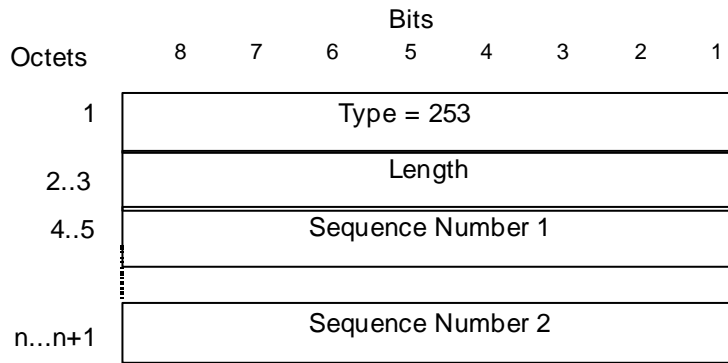 Bits
Octets 8 7 6 5 4 3 2 1
1 Type = 253
2..3 Length
4..5 Sequence Number 1
n...n+1 Sequence Number 2